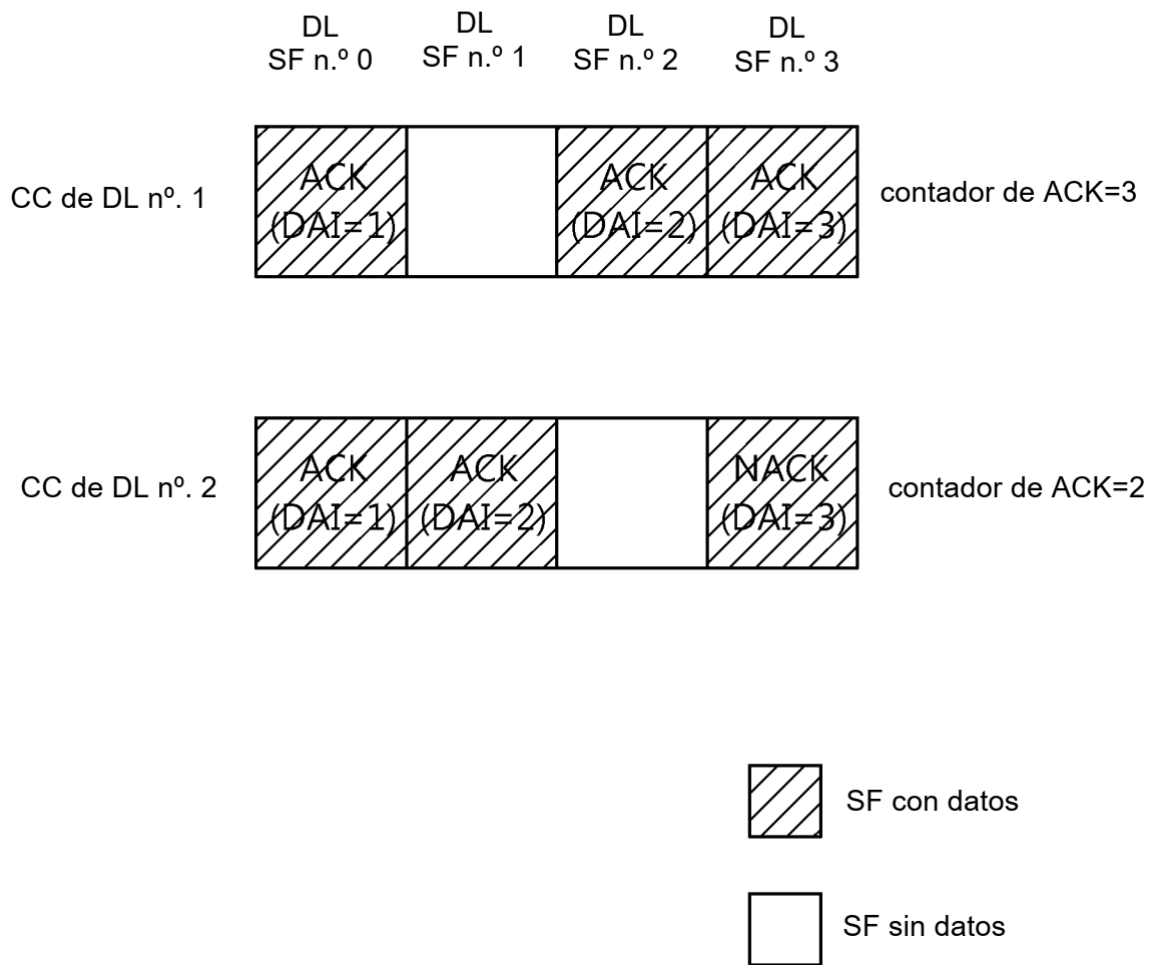 DL DL DL DL
SF n.º 0 SF n.º 1 SF n.º 2 SF n.º 3
CC de DL nº. 1
ACK ACK ACK
(DAI=1) (DAI=2) (DAI=3)
contador de ACK=3
CC de DL nº. 2
ACK ACK NACK
(DAI=1) (DAI=2) (DAI=3)
contador de ACK=2
SF con datos
SF sin datos